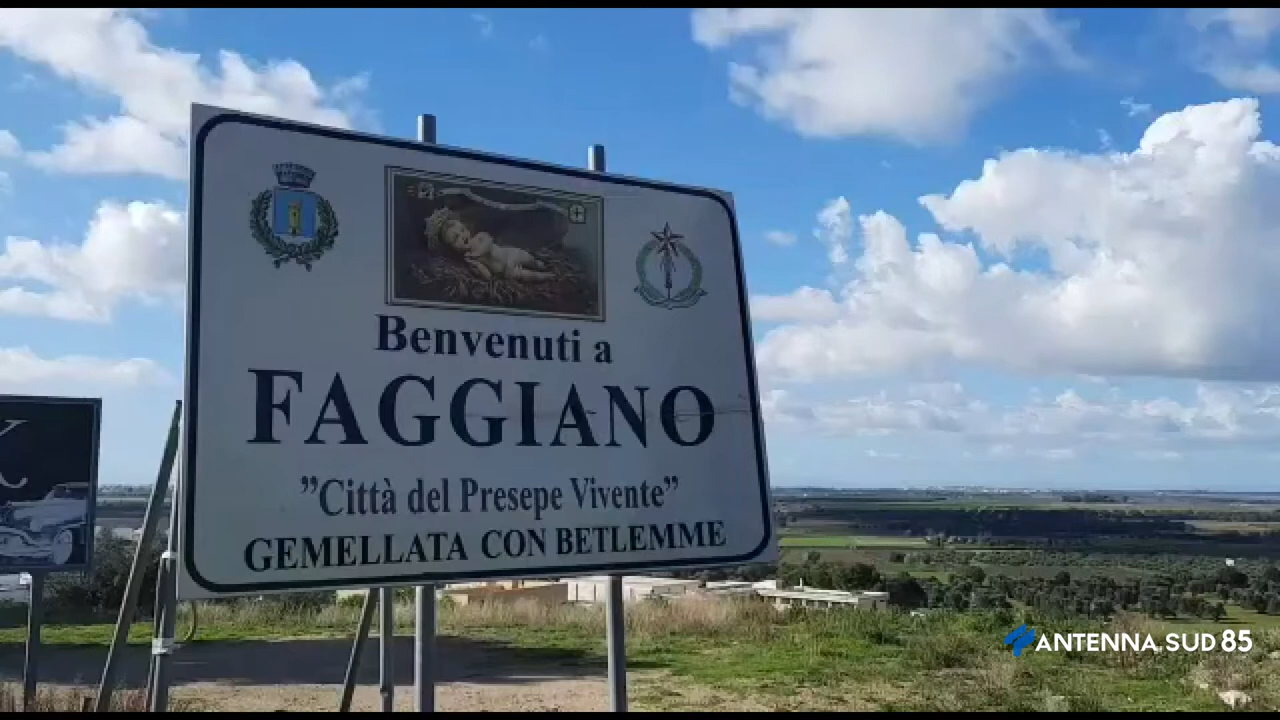 Benvenuti a
FAGGIANO
"Città del Presepe Vivente"
GEMELLATA CON BETLEMME
ANTENNA SUD 85